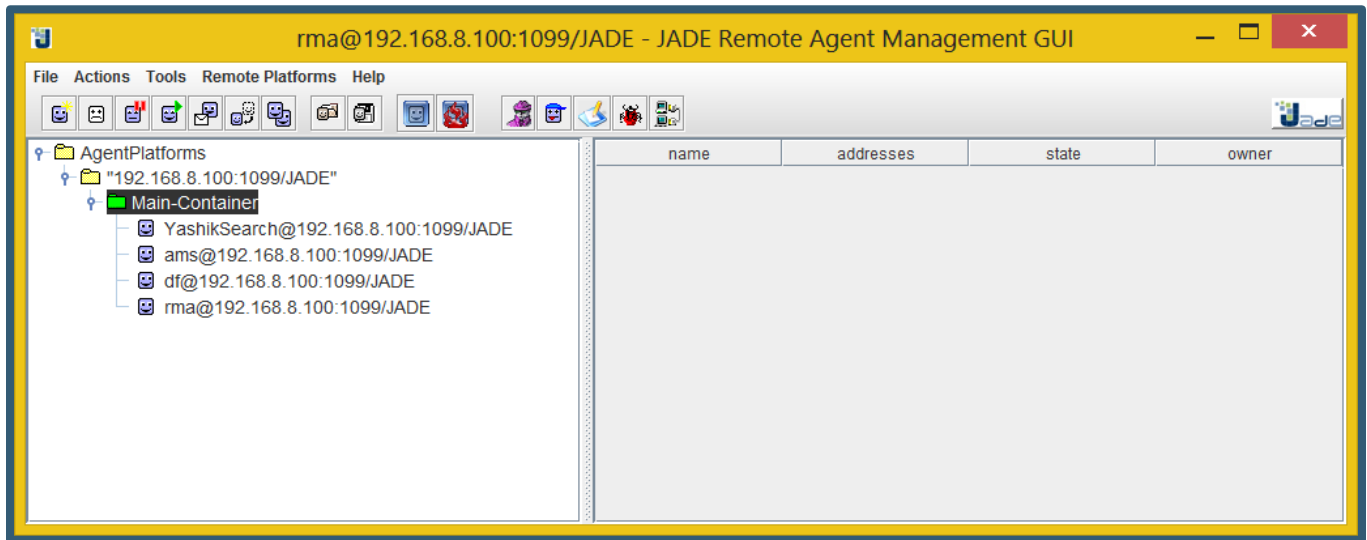 rma@192.168.8.100:1099/JADE - JADE Remote Agent Management GUI
File Actions Tools Remote Platforms Help
Jade
AgentPlatforms
name addresses state owner
"192.168.8.100:1099/JADE"
Main-Container
YashikSearch@192.168.8.100:1099/JADE
ams@192.168.8.100:1099/JADE
df@192.168.8.100:1099/JADE
rma@192.168.8.100:1099/JADE